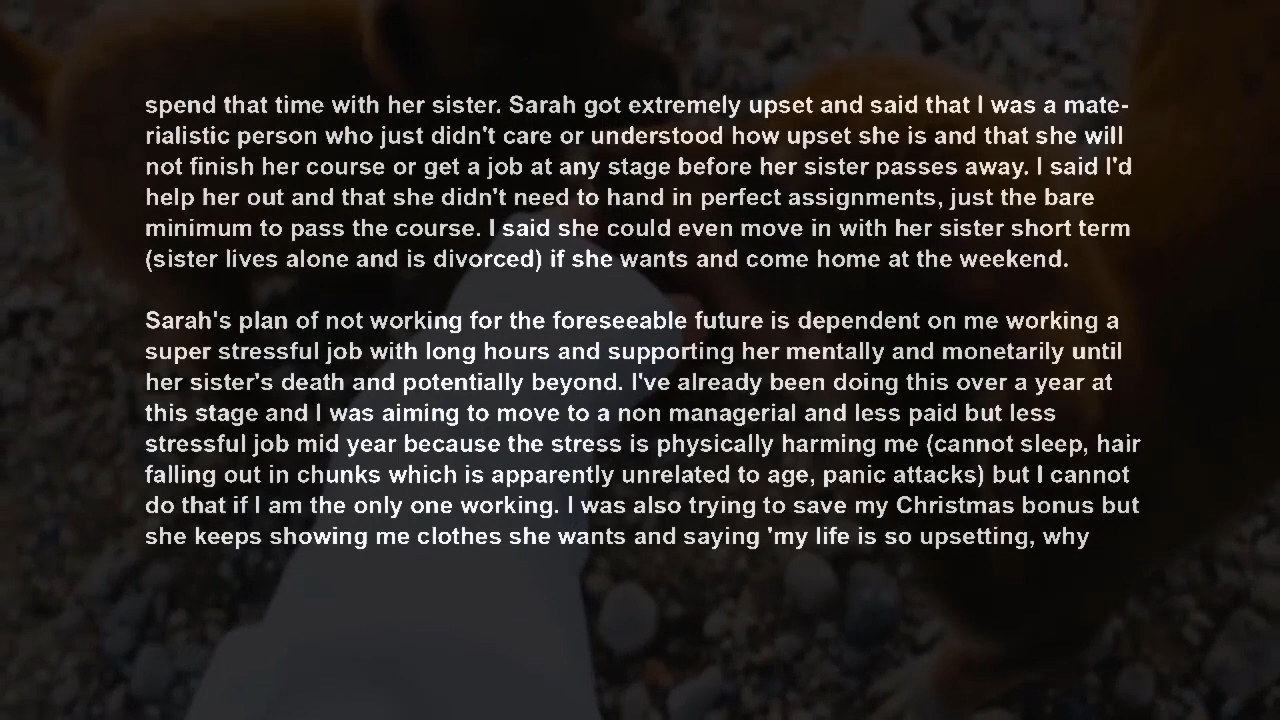 spend that time with her sister. Sarah got extremely upset and said that I was a mate-
rialistic person who just didn't care or understood how upset she is and that she will
not finish her course or get a job at any stage before her sister passes away. I said I'd
help her out and that she didn't need to hand in perfect assignments, just the bare
minimum to pass the course. I said she could even move in with her sister short term
(sister lives alone and is divorced) if she wants and come home at the weekend.

Sarah's plan of not working for the foreseeable future is dependent on me working a
super stressful job with long hours and supporting her mentally and monetarily until
her sister's death and potentially beyond. I've already been doing this over a year at
this stage and I was aiming to move to a non managerial and less paid but less
stressful job mid year because the stress is physically harming me (cannot sleep, hair
falling out in chunks which is apparently unrelated to age, panic attacks) but I cannot
do that if I am the only one working. I was also trying to save my Christmas bonus but
she keeps showing me clothes she wants and saying 'my life is so upsetting, why